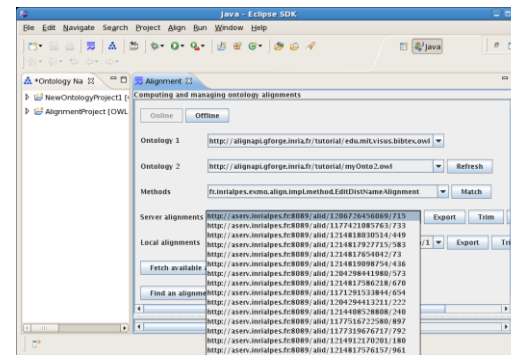 Java - Eclipse SDK
File Edit Navigate Search Project Align Run Window Help
Java
*Ontology Na
Alignment
NewOntologyProject1 [
AlignmentProject [OWL
Computing and managing ontology alignments
Online Offline
Ontology 1 http://alignapi.gforge.inria.fr/tutorial/edu.mit.visus.bibtex.owl
Ontology 2 http://alignapi.gforge.inria.fr/tutorial/myOnto2.owl Refresh
Methods fr.inrialpes.exmo.align.impl.method.EditDistNameAlignment Match
Server alignments http://aserv.inrialpes.fr:8089/alid/1206726456069/715 Export Trim
http://aserv.inrialpes.fr:8089/alid/1177421085763/733
http://aserv.inrialpes.fr:8089/alid/1214818030514/449
Local alignments http://aserv.inrialpes.fr:8089/alid/1214817927715/583 /1 Export Tri
http://aserv.inrialpes.fr:8089/alid/1214817654042/73
http://aserv.inrialpes.fr:8089/alid/1214819098754/436
Fetch available http://aserv.inrialpes.fr:8089/alid/1204298441980/573
http://aserv.inrialpes.fr:8089/alid/1214817586218/670
Find an alignme http://aserv.inrialpes.fr:8089/alid/1171291533844/654
http://aserv.inrialpes.fr:8089/alid/1204294413211/222
http://aserv.inrialpes.fr:8089/alid/1214408528808/240
http://aserv.inrialpes.fr:8089/alid/1177516722580/897
http://aserv.inrialpes.fr:8089/alid/1177319676717/792
http://aserv.inrialpes.fr:8089/alid/1214912170201/180
http://aserv.inrialpes.fr:8089/alid/1214817576157/961